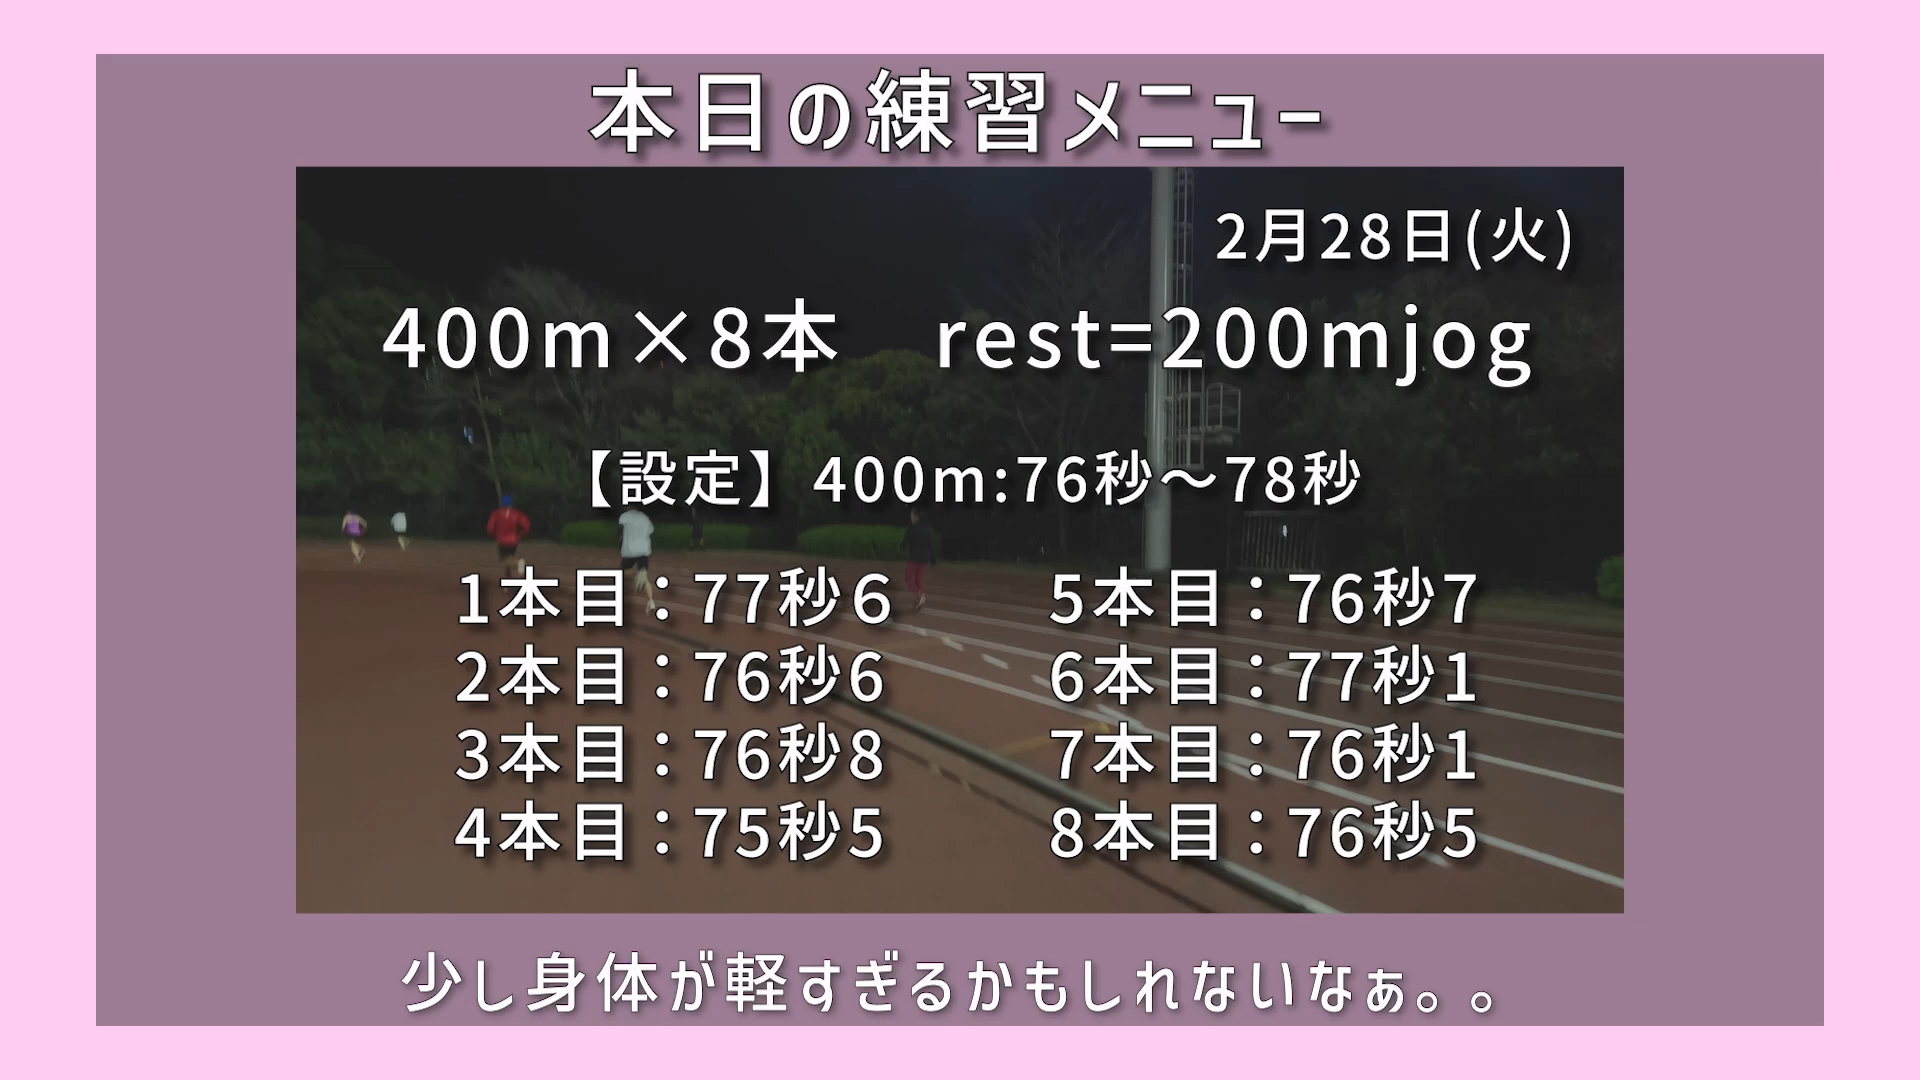 本日の練習メニュー
2月28日(火)
400m×8本　rest=200mjog
【設定】400m:76秒～78秒
1本目：77秒６
2本目：76秒6
3本目：76秒8
4本目：75秒5
5本目：76秒7
6本目：77秒1
7本目：76秒1
8本目：76秒5
少し身体が軽すぎるかもしれないなぁ。。